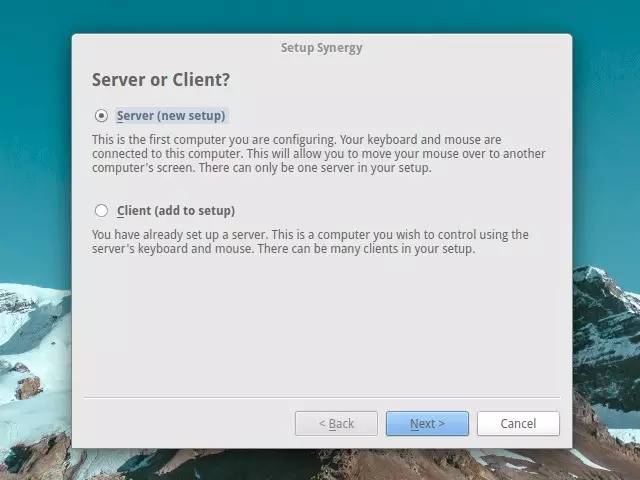 Setup Synergy
Server or Client?
Server (new setup)
This is the first computer you are configuring. Your keyboard and mouse are
connected to this computer. This will allow you to move your mouse over to another
computer's screen. There can only be one server in your setup.
Client (add to setup)
You have already set up a server. This is a computer you wish to control using the
server's keyboard and mouse. There can be many clients in your setup.
< Back
Next >
Cancel